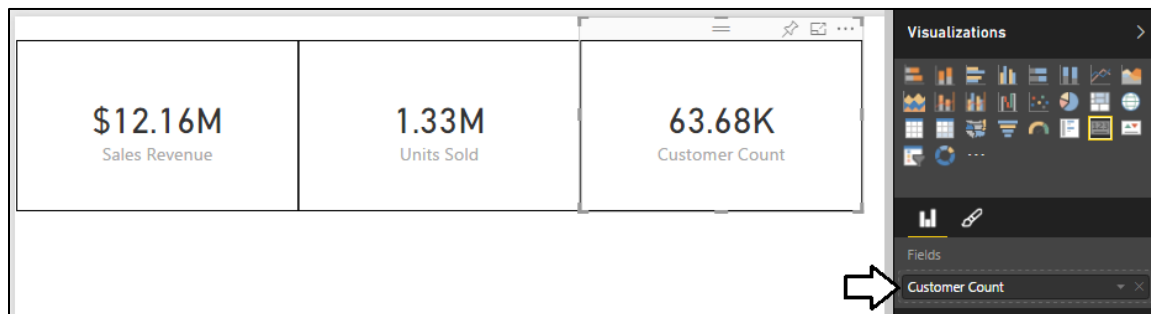 Visualizations
$12.16M
Sales Revenue
1.33M
Units Sold
63.68K
Customer Count
Fields
Customer Count